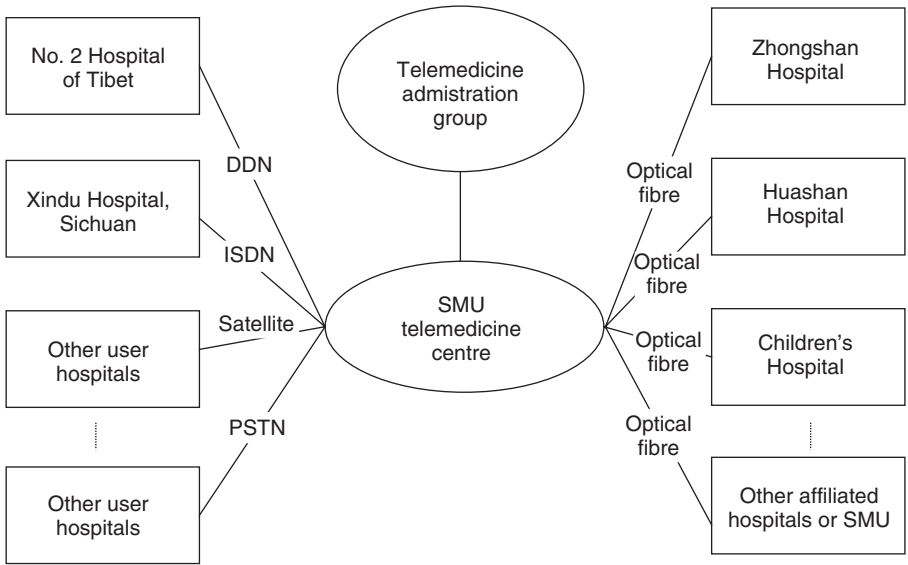 No. 2 Hospital
of Tibet
Telemedicine
admistration
group
Zhongshan
Hospital
DDN
Optical
fibre
Xindu Hospital,
Sichuan
Huashan
Hospital
ISDN
Optical
fibre
SMU
telemedicine
centre
Satellite
Other user
hospitals
Optical
fibre
Children's
Hospital
PSTN
Optical
fibre
Other user
hospitals
Other affiliated
hospitals or SMU